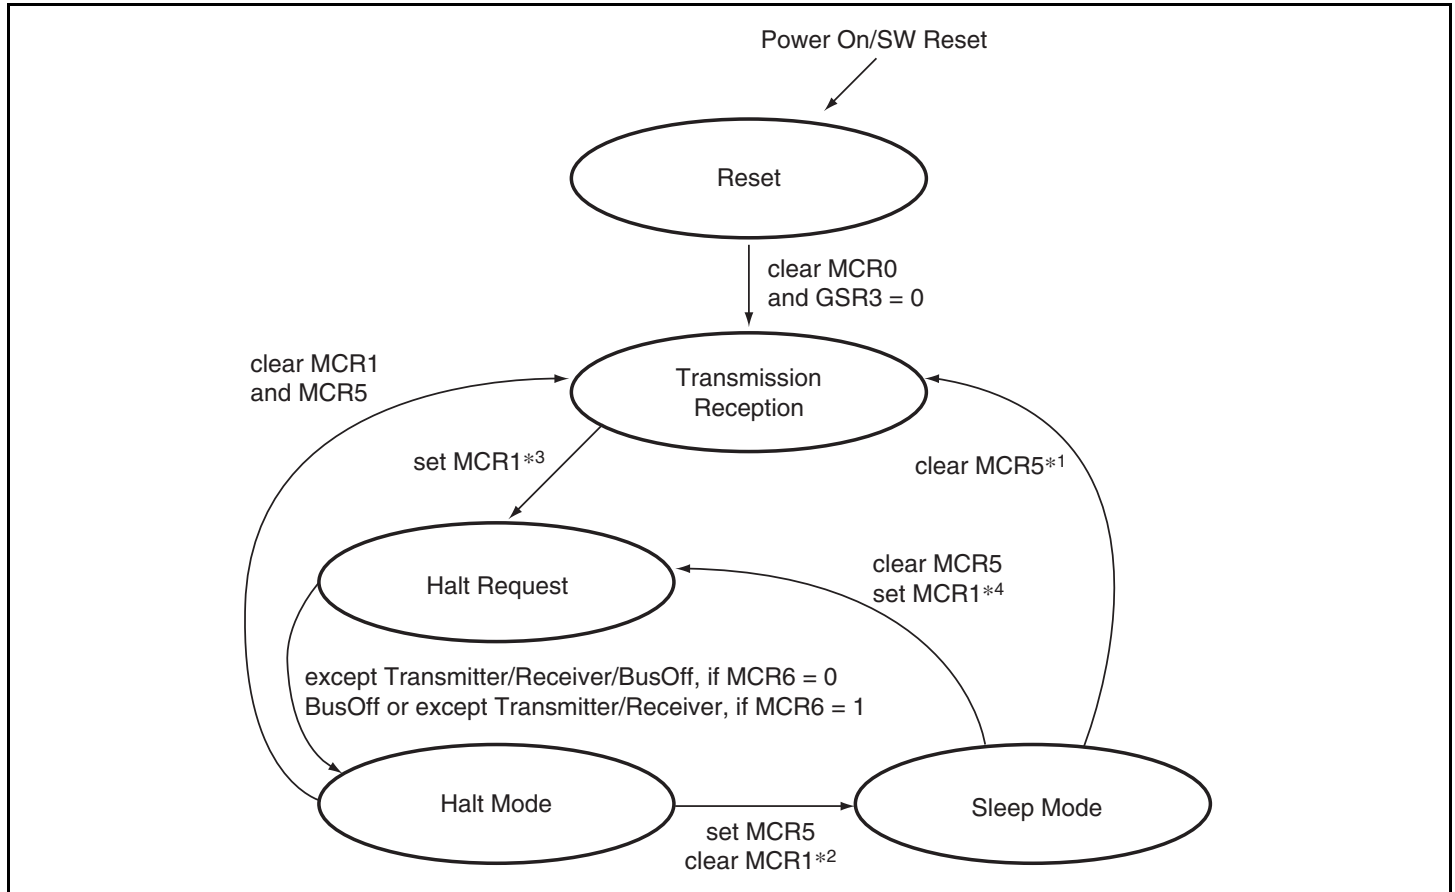 Power On/SW Reset
Reset
clear MCR0
and GSR3 = 0
clear MCR1
and MCR5
Transmission
Reception
set MCR1*3
clear MCR5*1
Halt Request
clear MCR5
set MCR1*4
except Transmitter/Receiver/BusOff, if MCR6 = 0
BusOff or except Transmitter/Receiver, if MCR6 = 1
Halt Mode
Sleep Mode
set MCR5
clear MCR1*2